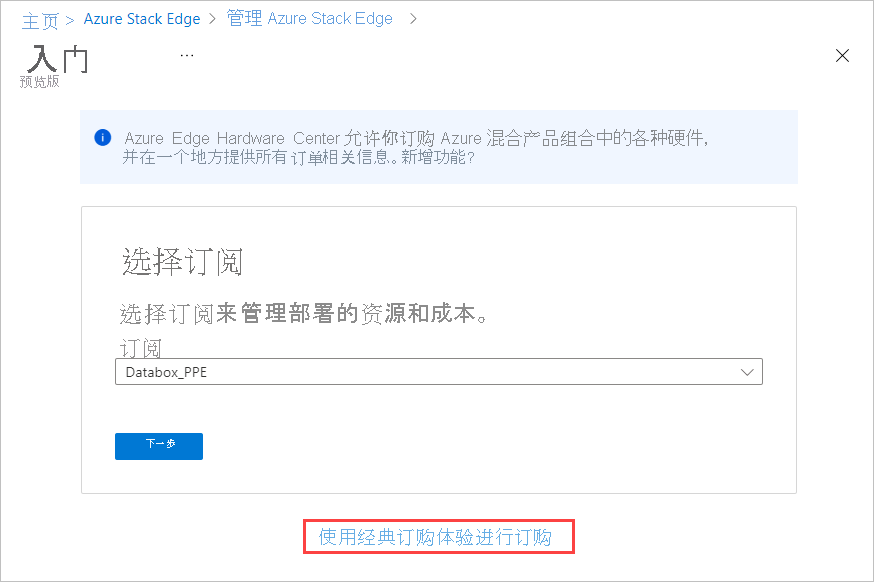 主页 > Azure Stack Edge > 管理 Azure Stack Edge >
入门 ...
预览版
Azure Edge Hardware Center 允许你订购 Azure 混合产品组合中的各种硬件,
并在一个地方提供所有订单相关信息。新增功能?
选择订阅
选择订阅来管理部署的资源和成本。
订阅
Databox_PPE
下一步
使用经典订购体验进行订购